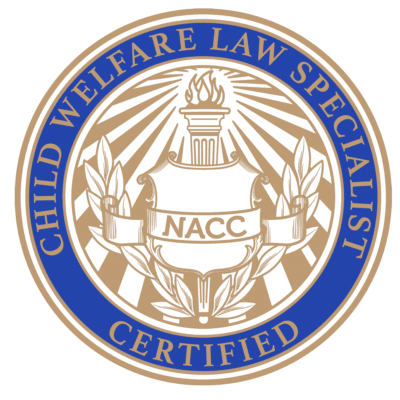 CHILD WELFARE LAW SPECIALIST
NACC
CERTIFIED